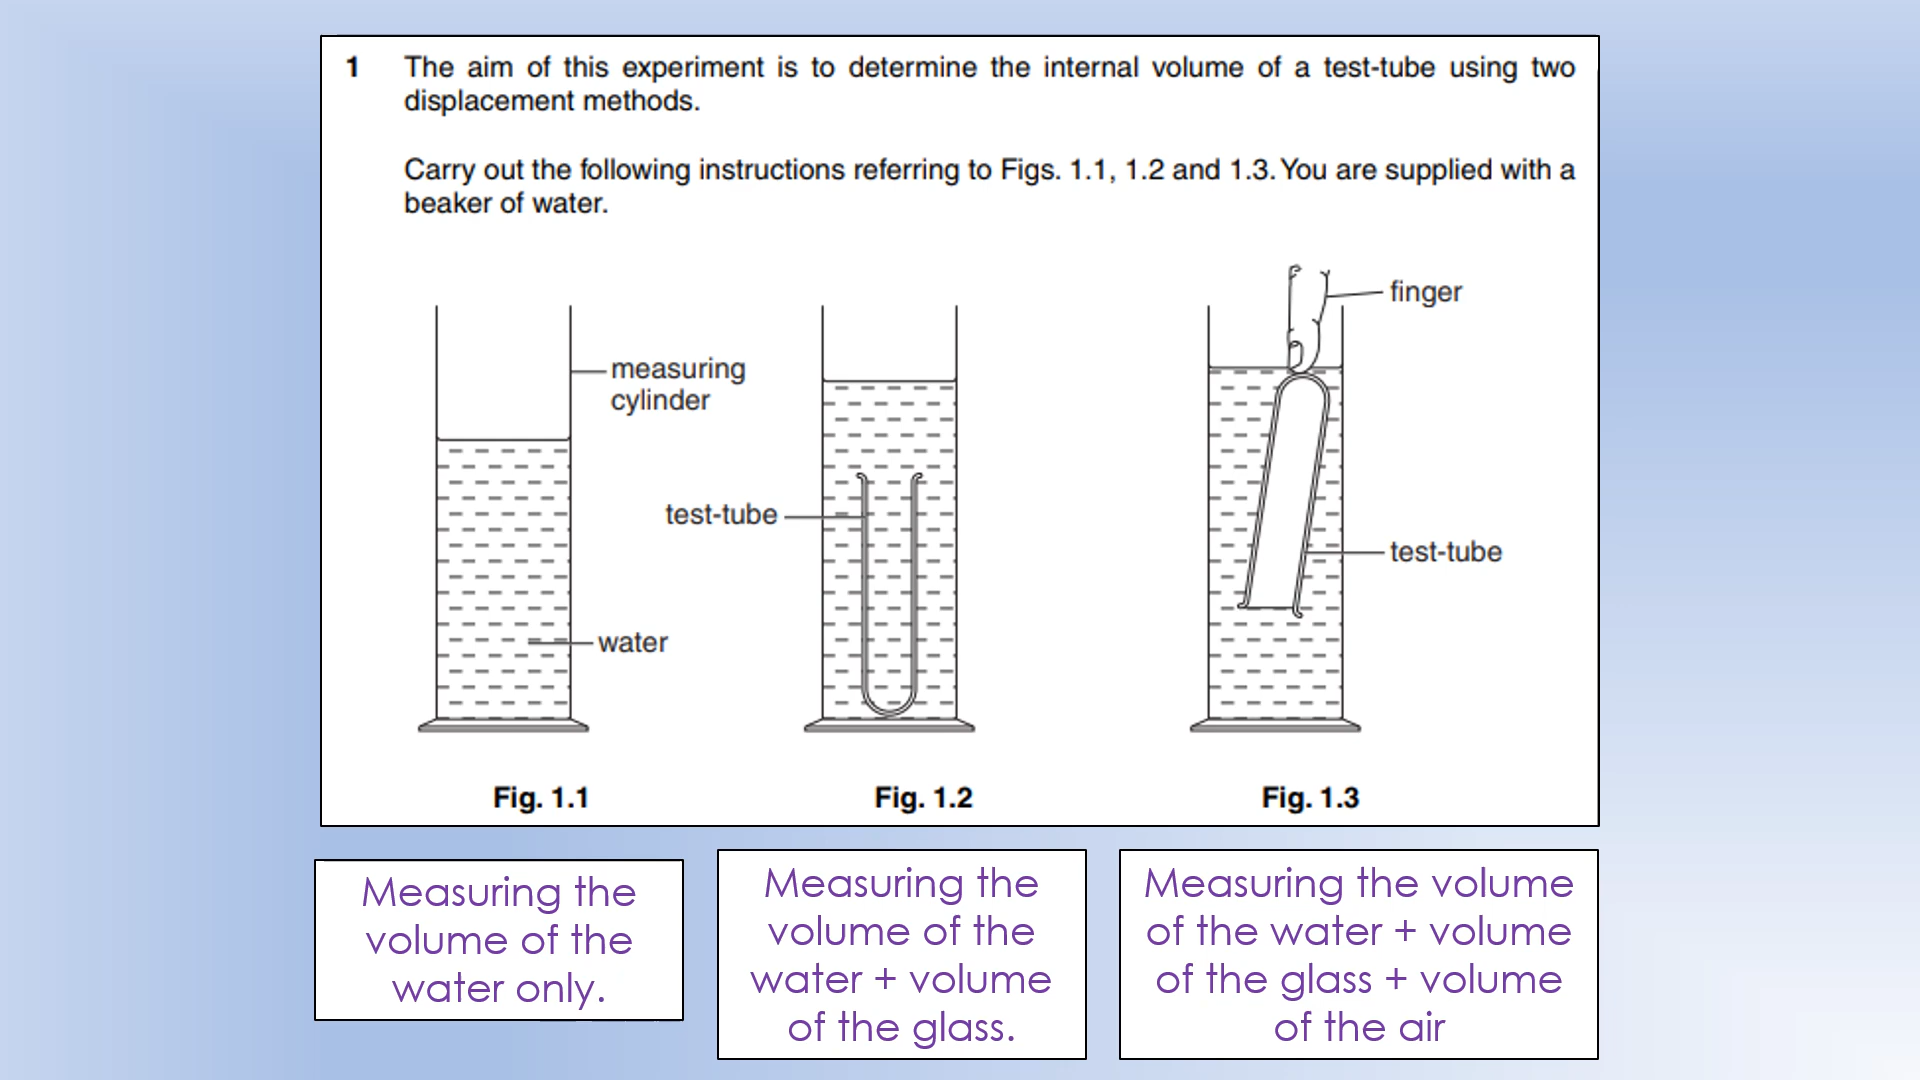 1 The aim of this experiment is to determine the internal volume of a test-tube using two
displacement methods.
Carry out the following instructions referring to Figs. 1.1, 1.2 and 1.3. You are supplied with a
beaker of water.
finger
measuring
cylinder
test-tube
test-tube
water
Fig. 1.1
Fig. 1.2
Fig. 1.3
Measuring the
volume of the
water only.
Measuring the
volume of the
water + volume
of the glass.
Measuring the volume
of the water + volume
of the glass + volume
of the air